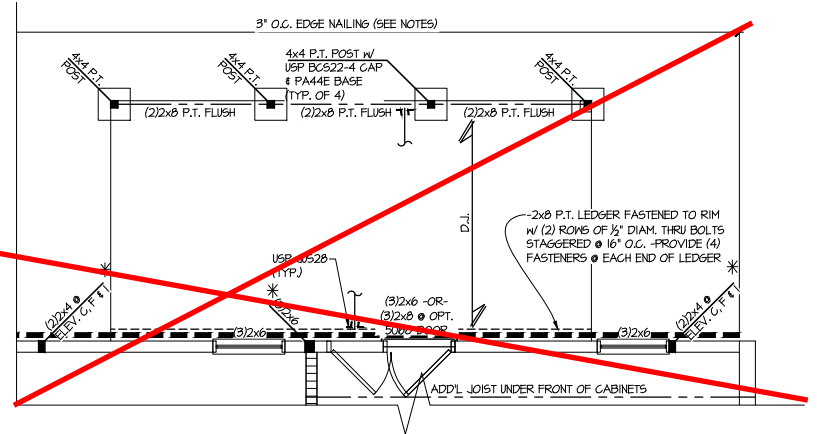 3" O.C. EDGE NAILING (SEE NOTES)
4x4 P.T.
POST
4x4 P.T.
POST
4x4 P.T. POST W/
USP BCS22-4 CAP
& PA44E BASE
(TYP. OF 4)
4x4 P.T.
POST
(2)2x8 P.T. FLUSH
(2)2x8 P.T. FLUSH
(2)2x8 P.T. FLUSH
D.J.
-2x8 P.T. LEDGER FASTENED TO RIM
W/ (2) ROWS OF ½" DIAM. THRU BOLTS
STAGGERED @ 16" O.C. -PROVIDE (4)
FASTENERS @ EACH END OF LEDGER
USP
(TYP.)
(2)2x4 @
ELEV. C, F & I
(3)2x6 -OR-
(3)2x8 @ OPT.
5068 DOOR
(2)2x4 @
ELEV. C, F & I
(3)2x6
2x6
(3)2x6
ADD'L JOIST UNDER FRONT OF CABINETS